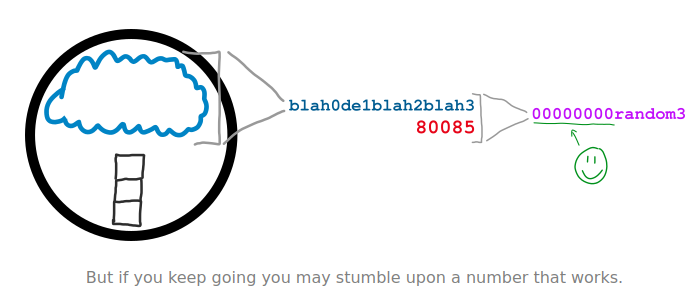 blah0de1blah2blah3
80085
00000000random3
But if you keep going you may stumble upon a number that works.